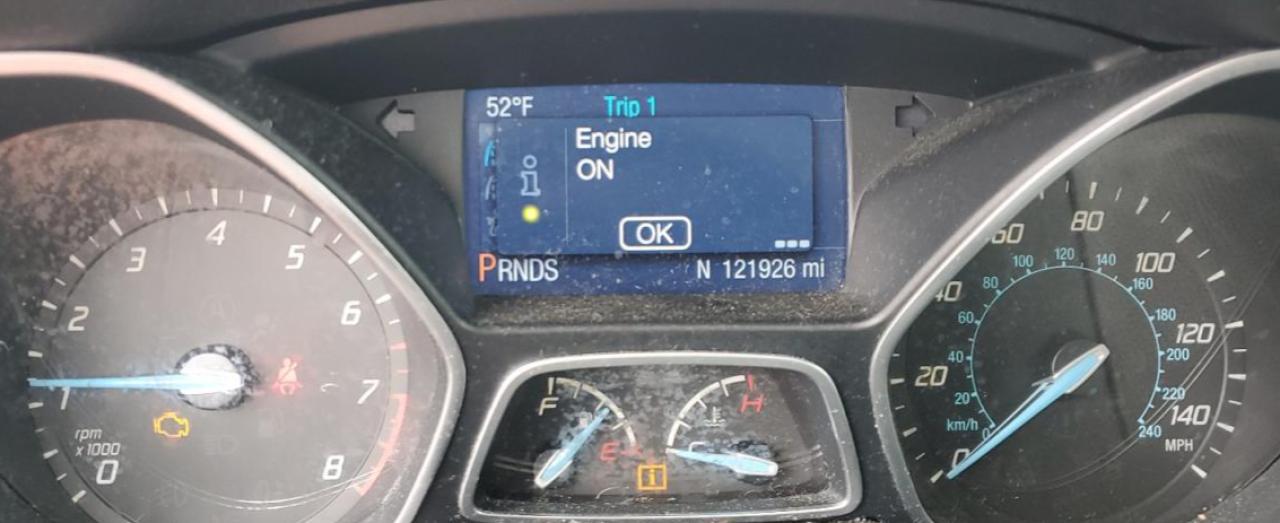 52°F Trip 1
Engine
ON
OK
PRNDS N 121926 mi
1 2 3 4 5 6 7 8
0
rpm
x 1000
F
E
H
0 20 40 60 80 100 120 140
MPH
0 20 40 60 80 100 120 140 160 180 200 220 240
km/h